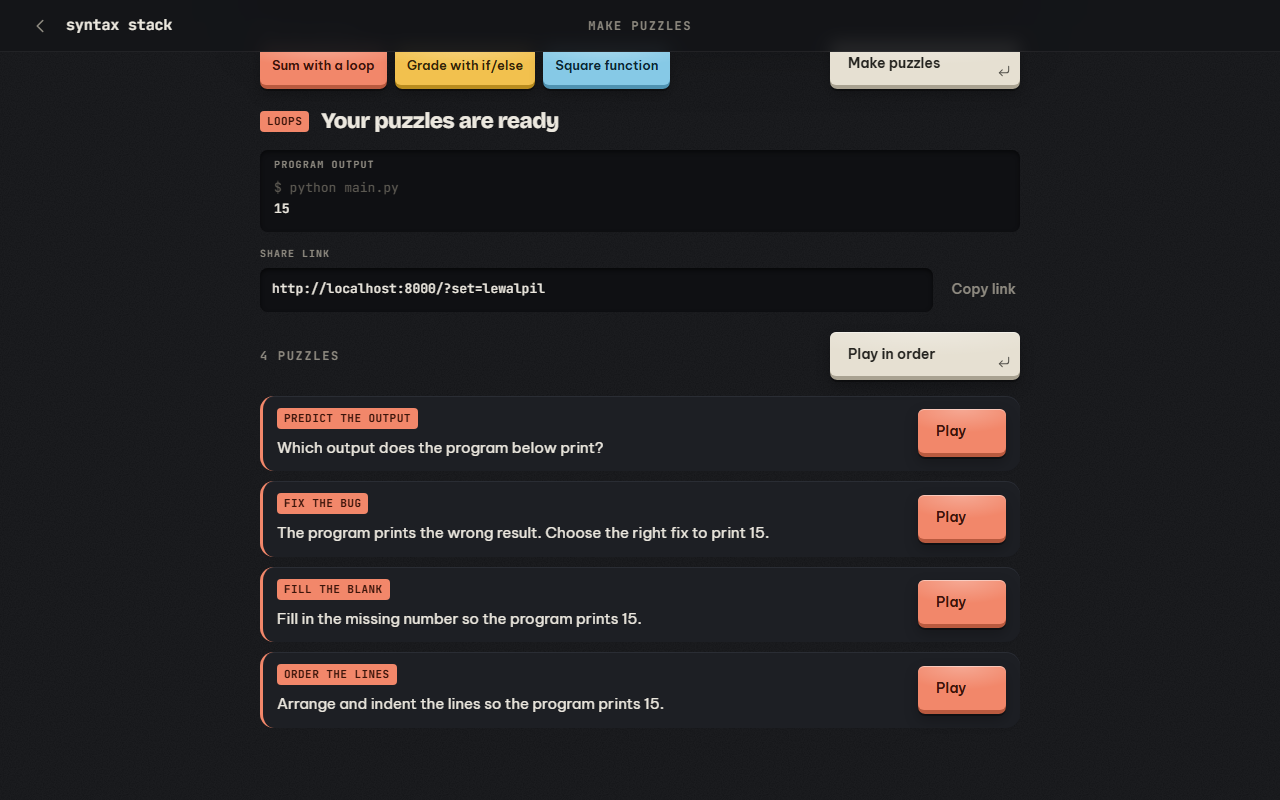 syntax stack
MAKE PUZZLES
Sum with a loop
Grade with if/else
Square function
Make puzzles
LOOPS
Your puzzles are ready
PROGRAM OUTPUT
$ python main.py
15
SHARE LINK
http://localhost:8000/?set=lewalpil
Copy link
4 PUZZLES
Play in order
PREDICT THE OUTPUT
Which output does the program below print?
Play
FIX THE BUG
The program prints the wrong result. Choose the right fix to print 15.
Play
FILL THE BLANK
Fill in the missing number so the program prints 15.
Play
ORDER THE LINES
Arrange and indent the lines so the program prints 15.
Play